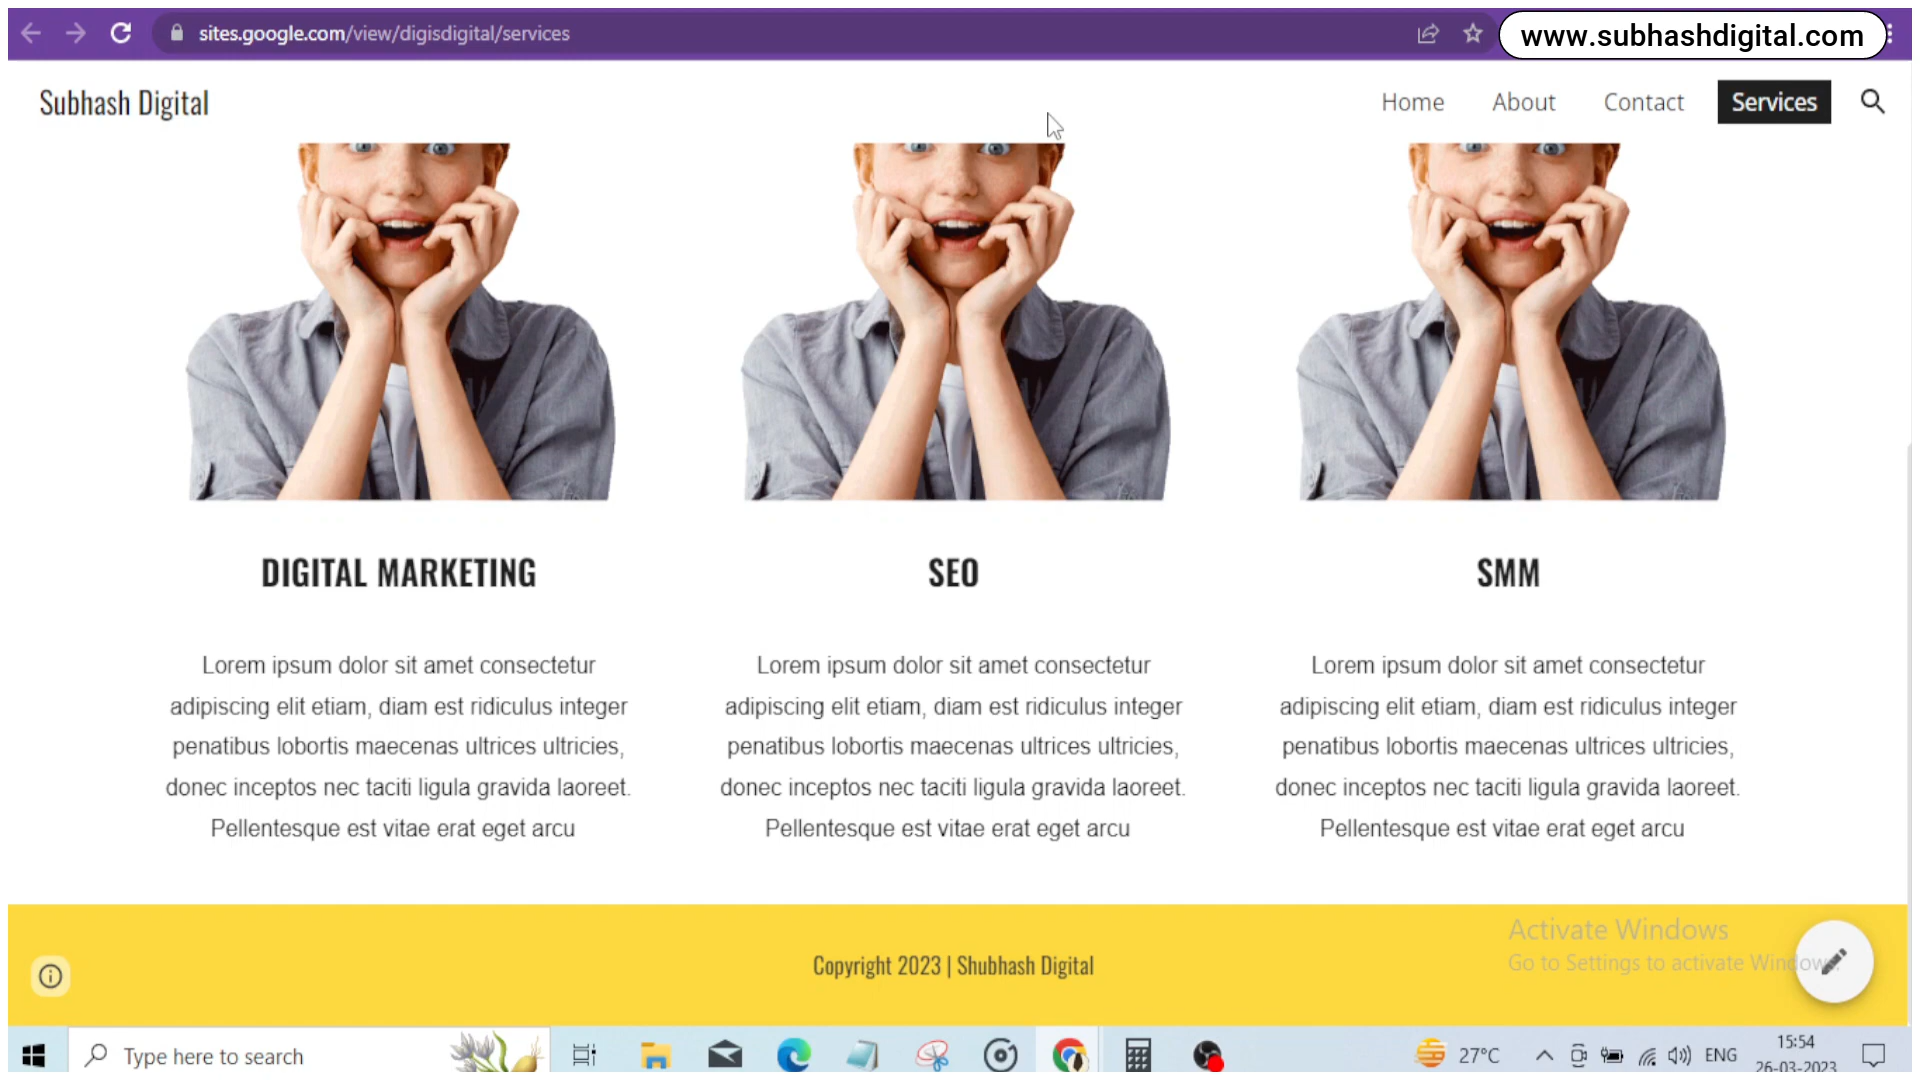 sites.google.com/view/digisdigital/services
www.subhashdigital.com
Subhash Digital
Home About Contact Services
DIGITAL MARKETING
Lorem ipsum dolor sit amet consectetur
adipiscing elit etiam, diam est ridiculus integer
penatibus lobortis maecenas ultrices ultricies,
donec inceptos nec taciti ligula gravida laoreet.
Pellentesque est vitae erat eget arcu
SEO
Lorem ipsum dolor sit amet consectetur
adipiscing elit etiam, diam est ridiculus integer
penatibus lobortis maecenas ultrices ultricies,
donec inceptos nec taciti ligula gravida laoreet.
Pellentesque est vitae erat eget arcu
SMM
Lorem ipsum dolor sit amet consectetur
adipiscing elit etiam, diam est ridiculus integer
penatibus lobortis maecenas ultrices ultricies,
donec inceptos nec taciti ligula gravida laoreet.
Pellentesque est vitae erat eget arcu
Activate Windows
Go to Settings to activate Windows.
Copyright 2023 | Shubhash Digital
Type here to search
27°C
ENG
15:54
26-03-2023